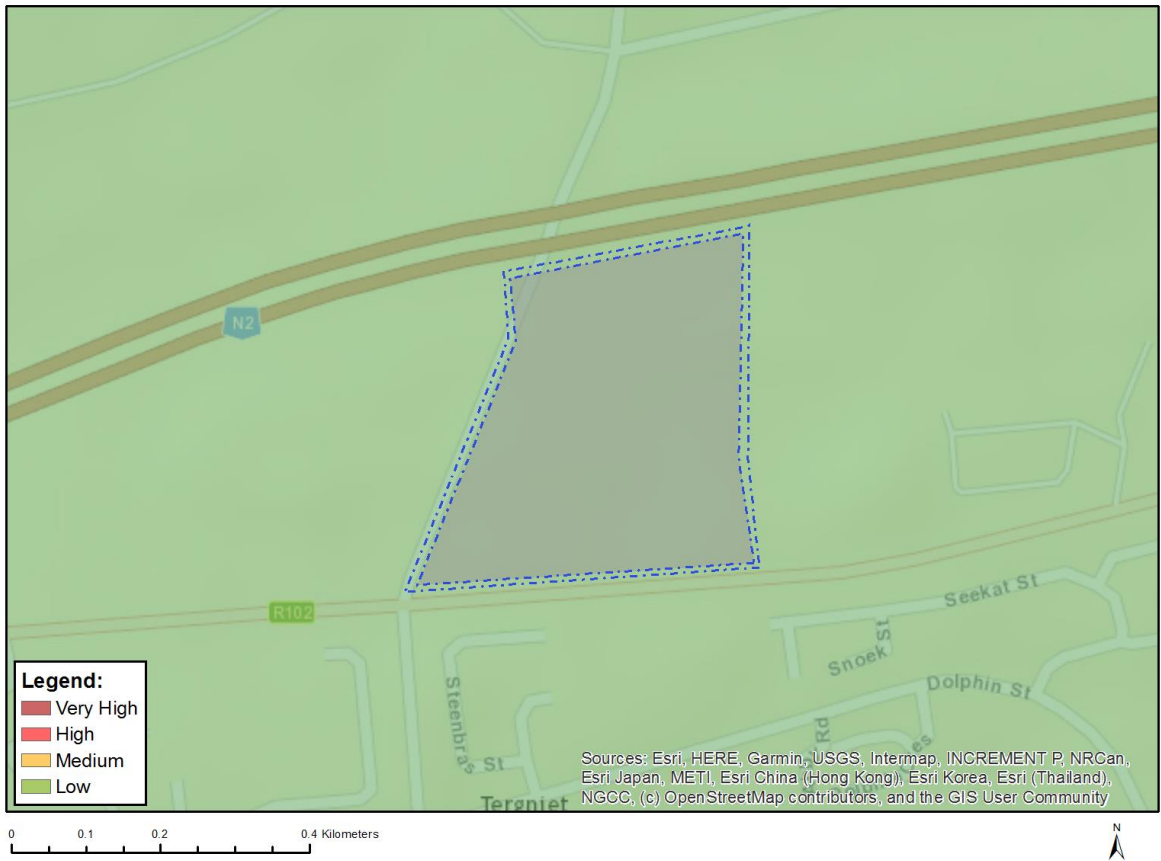 N2
R102
Seekat St
Snoek St
Dolphin St
Steenbras St
Rd
Tergniet
Legend:
Very High
High
Medium
Low
Sources: Esri, HERE, Garmin, USGS, Intermap, INCREMENT P, NRCan,
Esri Japan, METI, Esri China (Hong Kong), Esri Korea, Esri (Thailand),
NGCC, (c) OpenStreetMap contributors, and the GIS User Community
0 0.1 0.2 0.4 Kilometers
N